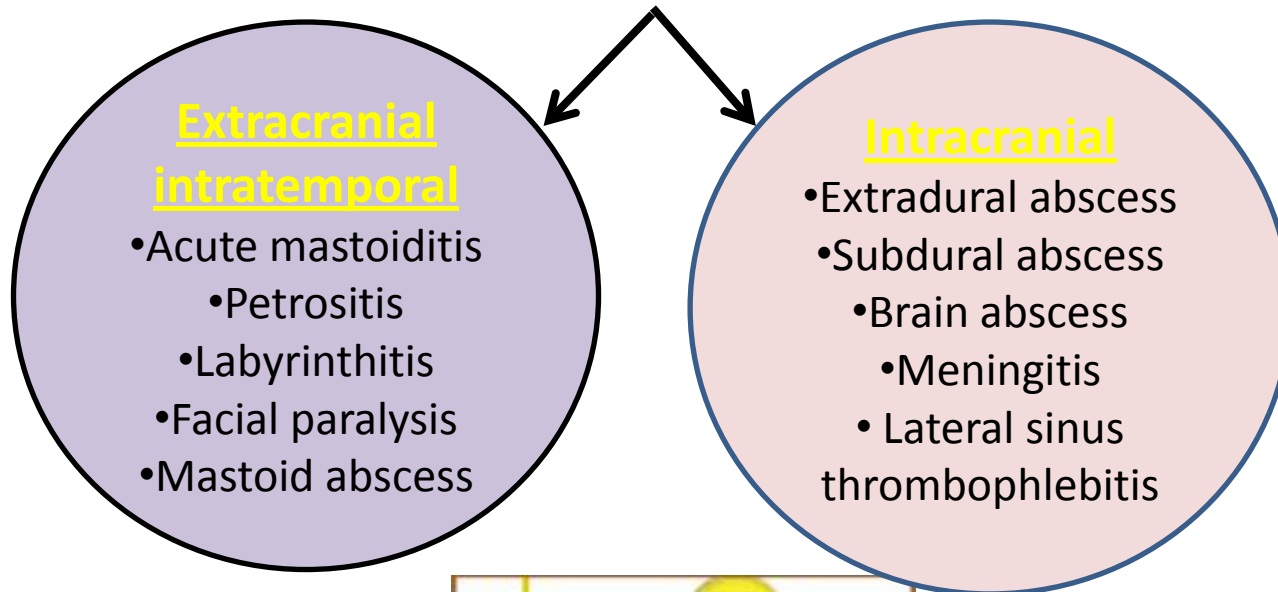 Extracranial
intratemporal
•Acute mastoiditis
•Petrositis
•Labyrinthitis
•Facial paralysis
•Mastoid abscess
Intracranial
•Extradural abscess
•Subdural abscess
•Brain abscess
•Meningitis
• Lateral sinus
thrombophlebitis